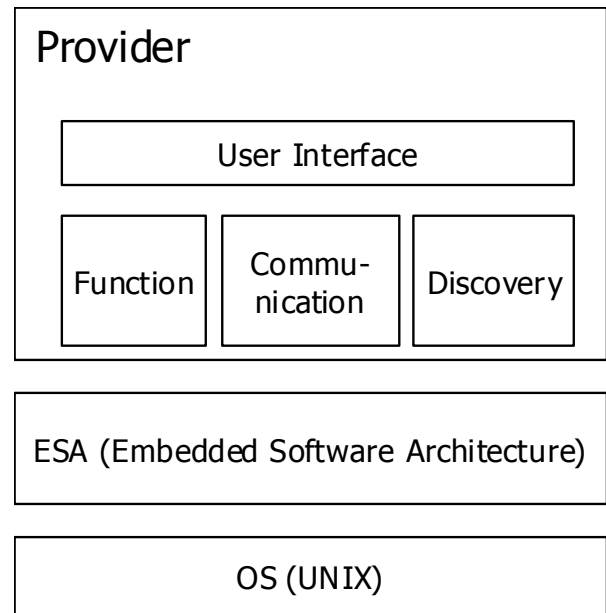 Provider
User Interface
Function
Commu-
nication
Discovery
ESA (Embedded Software Architecture)
OS (UNIX)